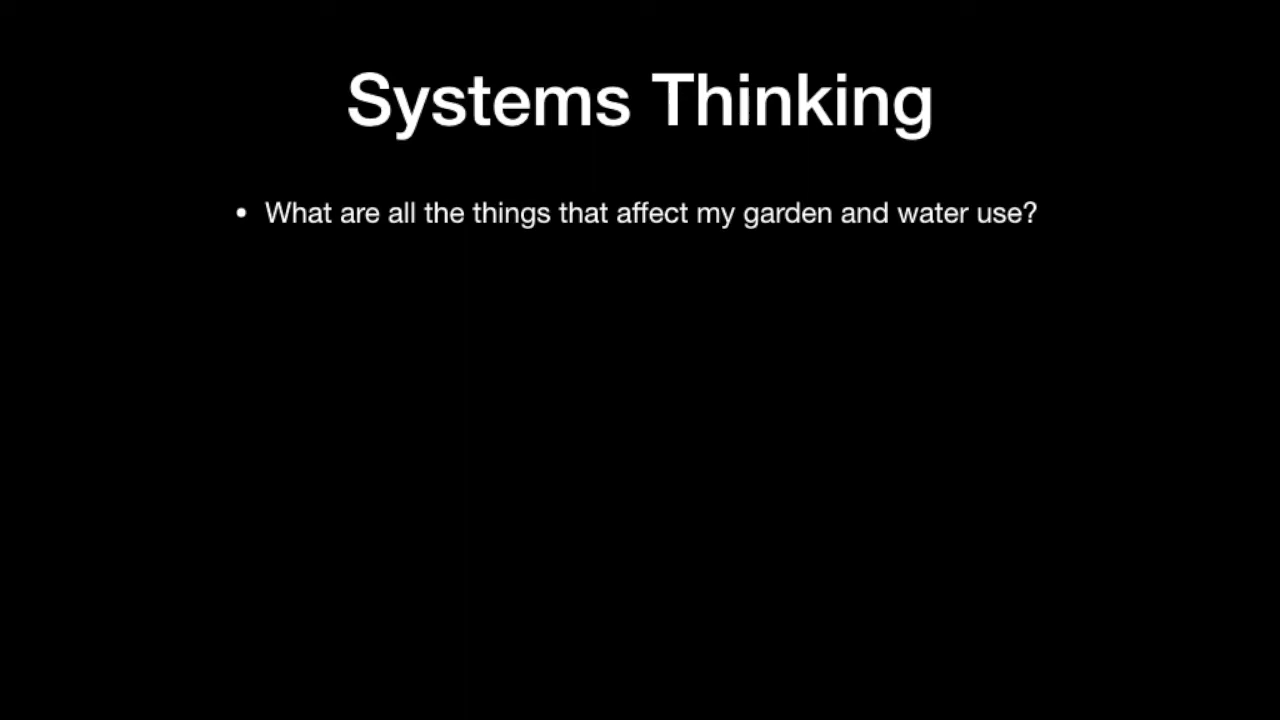 Systems Thinking
• What are all the things that affect my garden and water use?